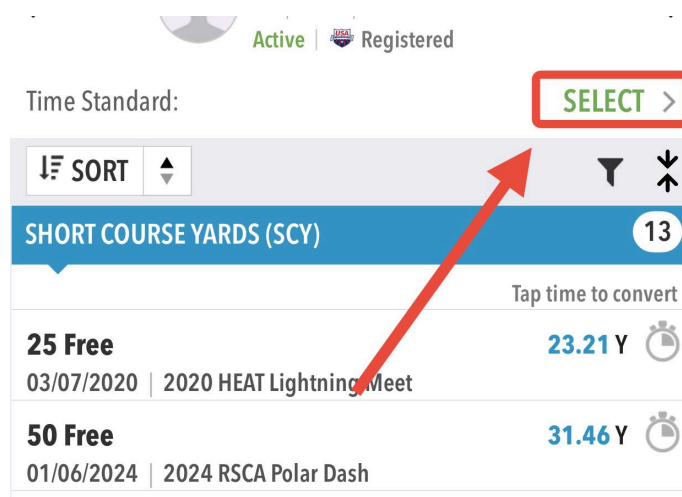 Active | USA Registered
Time Standard: SELECT >
SORT
SHORT COURSE YARDS (SCY) 13
Tap time to convert
25 Free 23.21 Y
03/07/2020 | 2020 HEAT Lightning Meet
50 Free 31.46 Y
01/06/2024 | 2024 RSCA Polar Dash